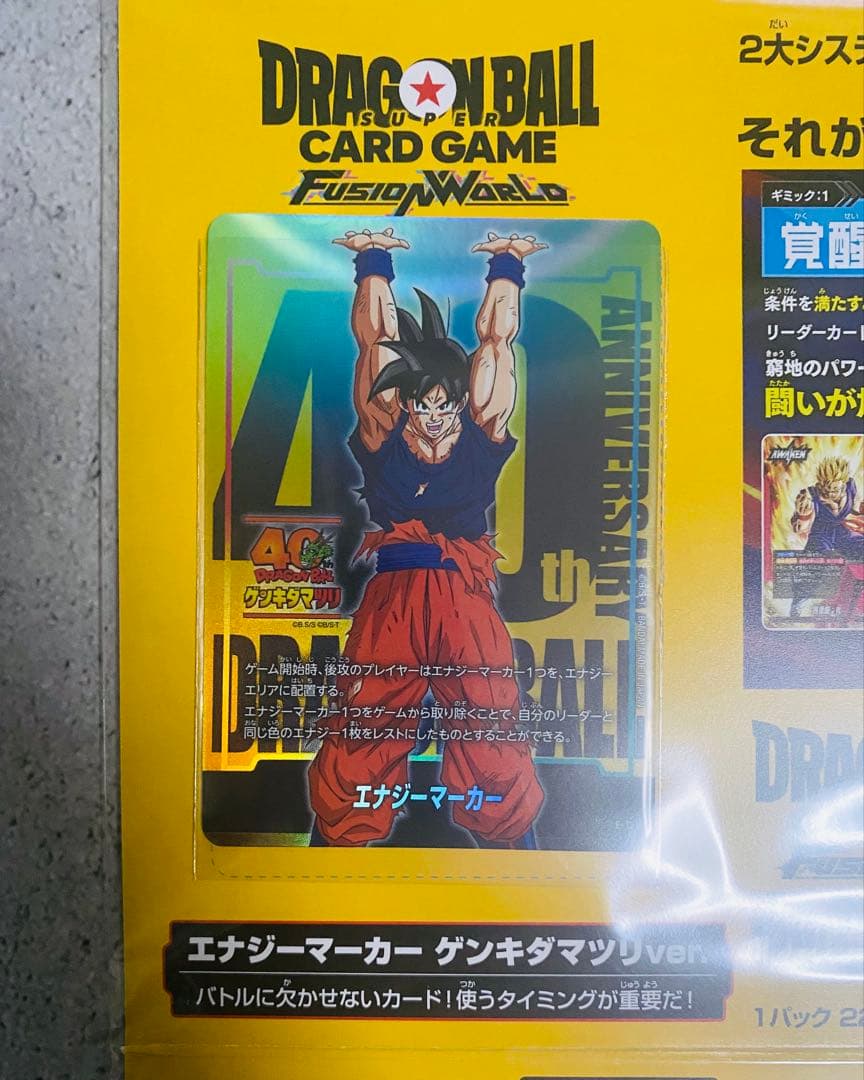 DRAGON BALL
SUPER
CARD GAME
FUSION WORLD
40th
ANNIVERSARY
DRAGON BALL
40th
DRAGON BALL
ゲンキダマツリ
©B.S/S ©B/S・T
ゲーム開始時、後攻のプレイヤーはエナジーマーカー1つを、エナジー
エリアに配置する。
エナジーマーカー1つをゲームから取り除くことで、自分のリーダーと
同じ色のエナジー1枚をレストにしたものとすることができる。
エナジーマーカー
エナジーマーカー ゲンキダマツリver.
バトルに欠かせないカード!使うタイミングが重要だ!
2大シス
それが
ギミック:1
覚醒
条件を満たす
リーダーカード
窮地のパワー
闘いが
AWAKEN
DRA
FUS
1パック 22